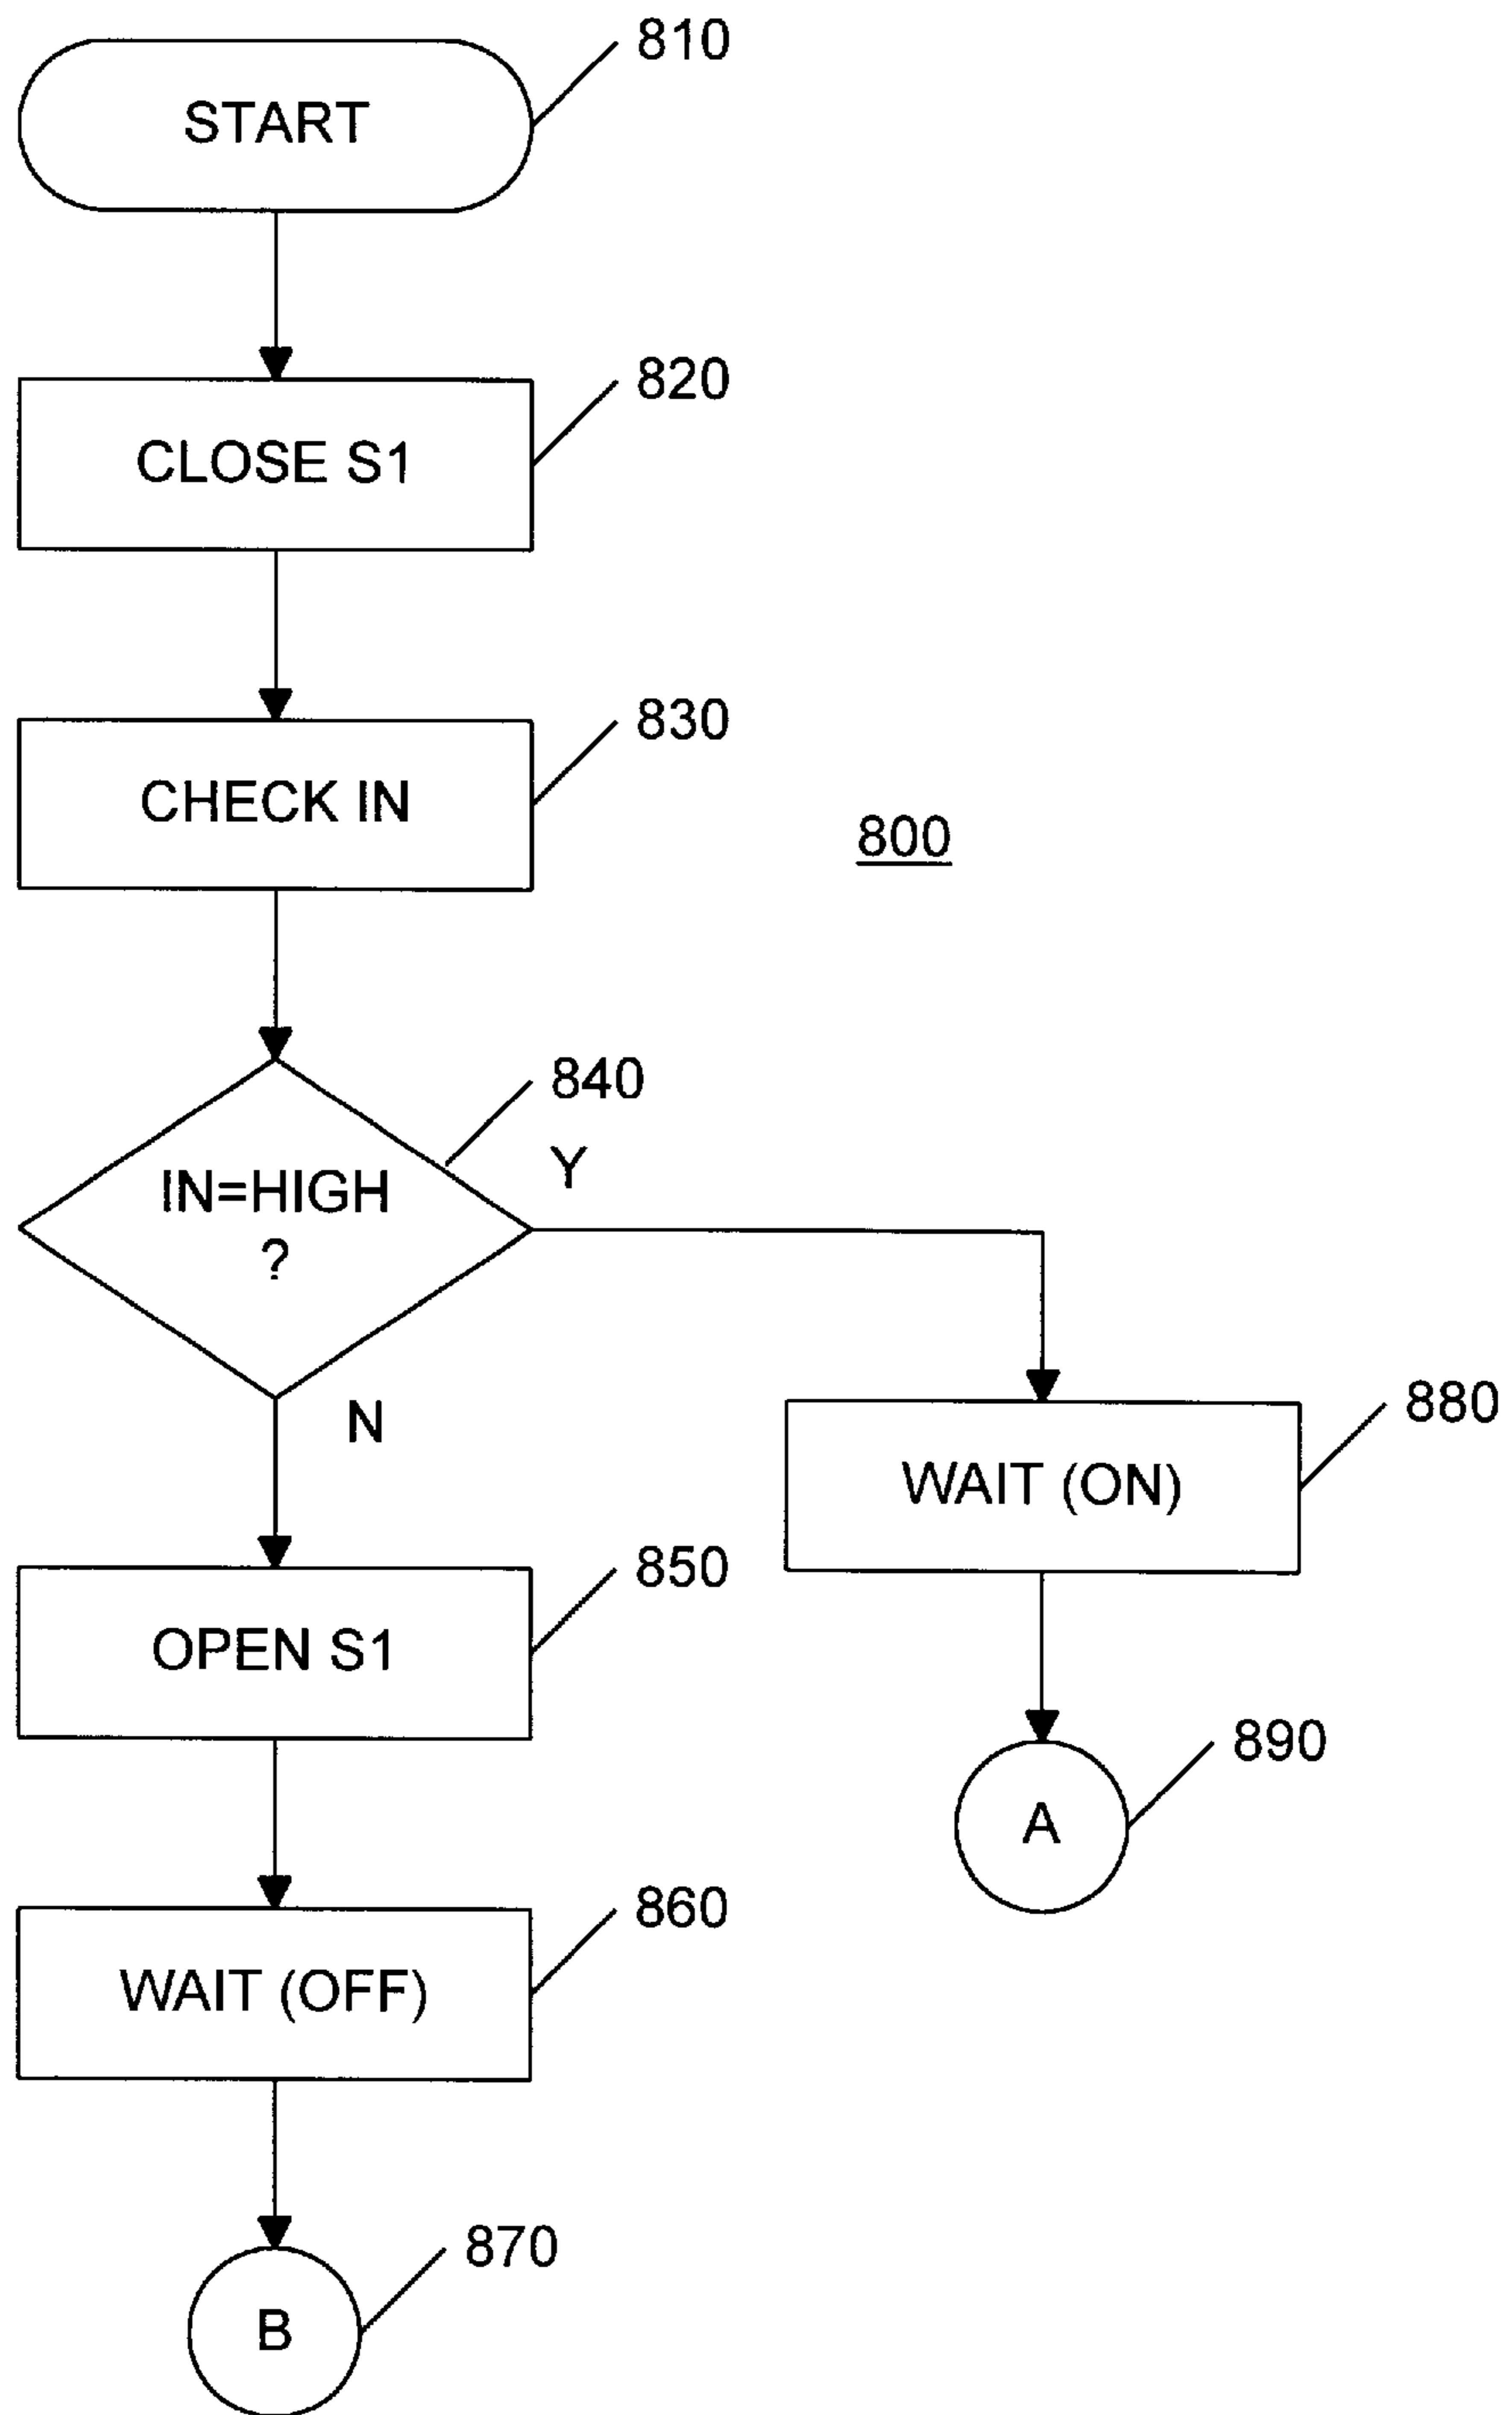 810
START
820
CLOSE S1
830
CHECK IN
800
840
Y
IN=HIGH
?
N
880
WAIT (ON)
850
OPEN S1
890
A
860
WAIT (OFF)
870
B